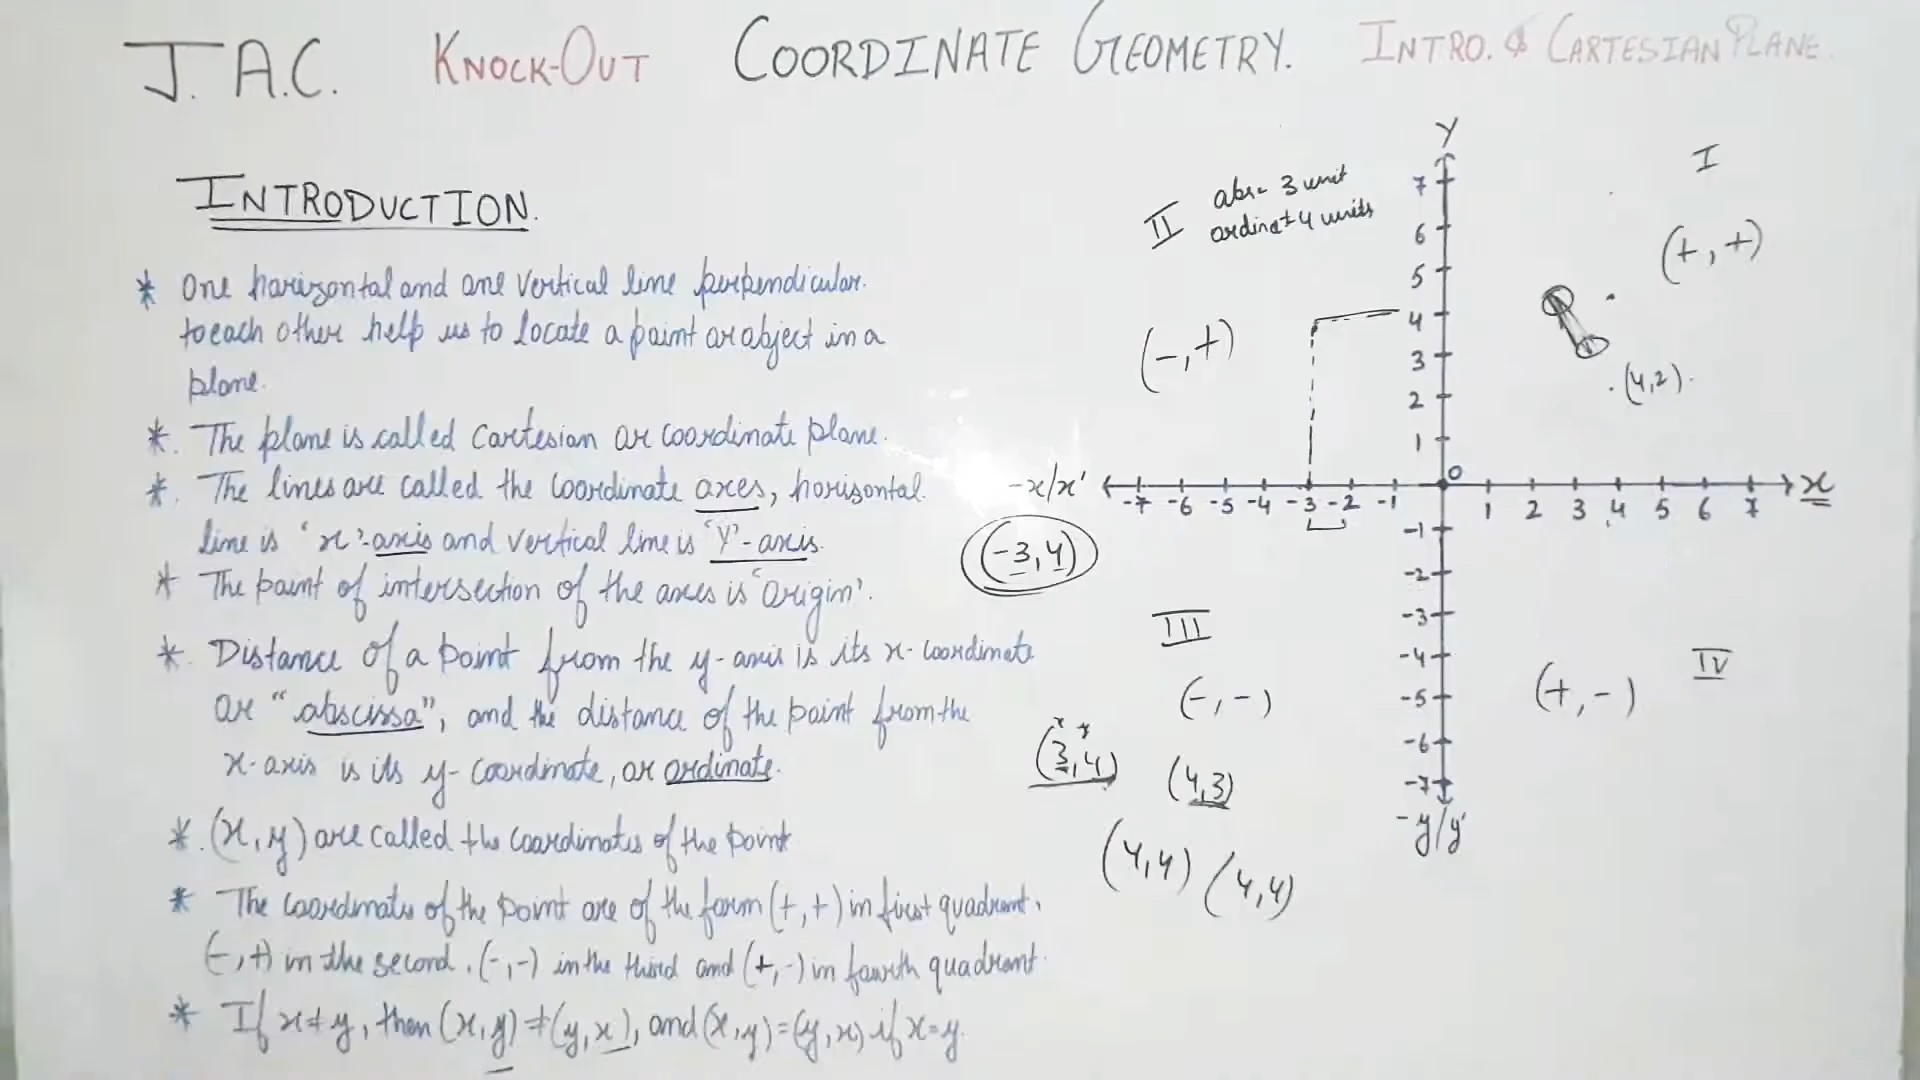 J.A.C. KNOCK-OUT COORDINATE GEOMETRY. INTRO. & CARTESIAN PLANE.
INTRODUCTION.
* One horizontal and one vertical line perpendicular.
to each other help us to locate a point or object in a
plane.
*. The plane is called Cartesian or coordinate plane.
*. The lines are called the coordinate axes, horisontal.
line is 'x'-axis and vertical line is 'Y'-axis.
* The point of intersection of the axes is 'Origin'.
*. Distance of a point from the y-axis is its x-coordinate
or "abscissa", and the distance of the point from the
x-axis is its y-coordinate, or ordinate.
*. (x,y) are called the coordinates of the point
* The coordinates of the point are of the form (+,+) in first quadrant,
(-,+) in the second, (-,-) in the third and (+,-) in fourth quadrant.
* If x≠y, then (x,y)≠(y,x), and (x,y)=(y,x) if x=y.
Y
I
II
abs= 3 unit
ordinat 4 units
(+,+)
(-,+)
(4,2).
7
6
5
4
3
2
1
-x/x'
-7 -6 -5 -4 -3 -2 -1
O
1 2 3 4 5 6 7
x
(-3,4)
-1
-2
-3
-4
-5
-6
-7
III
(-,-)
IV
(+,-)
x y
(3,4)
(4,3)
-y/y'
(4,4) (4,4)